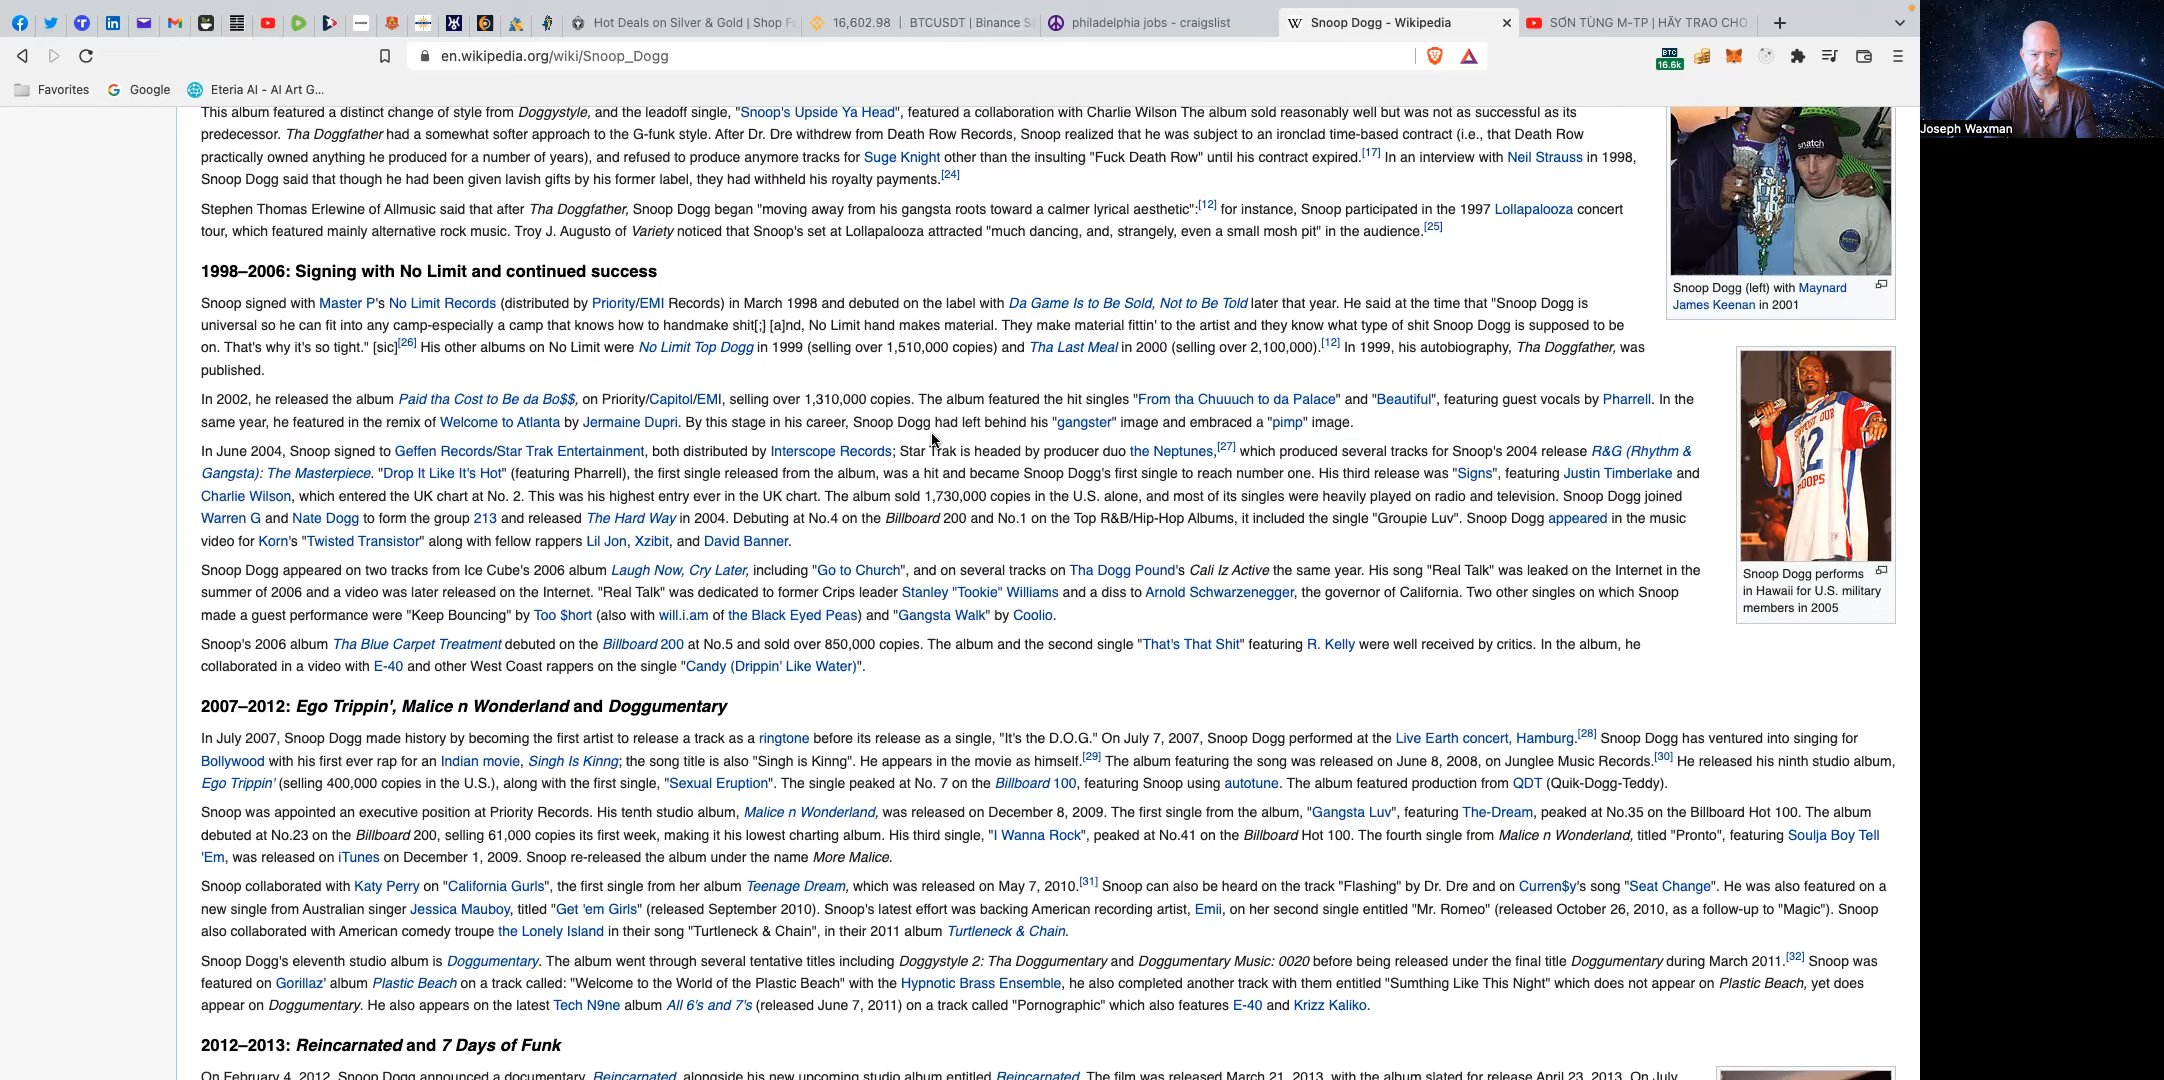 Hot Deals on Silver & Gold | Shop F
16,602.98 | BTCUSDT | Binance S
philadelphia jobs - craigslist
Snoop Dogg - Wikipedia
SƠN TÙNG M-TP | HÃY TRAO CHO
en.wikipedia.org/wiki/Snoop_Dogg
BTC
16.6k
Favorites
Google
Eteria AI - AI Art G...
Joseph Waxman
This album featured a distinct change of style from Doggystyle, and the leadoff single, "Snoop's Upside Ya Head", featured a collaboration with Charlie Wilson The album sold reasonably well but was not as successful as its
predecessor. Tha Doggfather had a somewhat softer approach to the G-funk style. After Dr. Dre withdrew from Death Row Records, Snoop realized that he was subject to an ironclad time-based contract (i.e., that Death Row
practically owned anything he produced for a number of years), and refused to produce anymore tracks for Suge Knight other than the insulting "Fuck Death Row" until his contract expired.[17] In an interview with Neil Strauss in 1998,
Snoop Dogg said that though he had been given lavish gifts by his former label, they had withheld his royalty payments.[24]
Stephen Thomas Erlewine of Allmusic said that after Tha Doggfather, Snoop Dogg began "moving away from his gangsta roots toward a calmer lyrical aesthetic":[12] for instance, Snoop participated in the 1997 Lollapalooza concert
tour, which featured mainly alternative rock music. Troy J. Augusto of Variety noticed that Snoop's set at Lollapalooza attracted "much dancing, and, strangely, even a small mosh pit" in the audience.[25]
snatch
Snoop Dogg (left) with Maynard
James Keenan in 2001
1998–2006: Signing with No Limit and continued success
Snoop signed with Master P's No Limit Records (distributed by Priority/EMI Records) in March 1998 and debuted on the label with Da Game Is to Be Sold, Not to Be Told later that year. He said at the time that "Snoop Dogg is
universal so he can fit into any camp-especially a camp that knows how to handmake shit[;] [a]nd, No Limit hand makes material. They make material fittin' to the artist and they know what type of shit Snoop Dogg is supposed to be
on. That's why it's so tight." [sic][26] His other albums on No Limit were No Limit Top Dogg in 1999 (selling over 1,510,000 copies) and Tha Last Meal in 2000 (selling over 2,100,000).[12] In 1999, his autobiography, Tha Doggfather, was
published.
In 2002, he released the album Paid tha Cost to Be da Bo$$, on Priority/Capitol/EMI, selling over 1,310,000 copies. The album featured the hit singles "From tha Chuuuch to da Palace" and "Beautiful", featuring guest vocals by Pharrell. In the
same year, he featured in the remix of Welcome to Atlanta by Jermaine Dupri. By this stage in his career, Snoop Dogg had left behind his "gangster" image and embraced a "pimp" image.
In June 2004, Snoop signed to Geffen Records/Star Trak Entertainment, both distributed by Interscope Records; Star Trak is headed by producer duo the Neptunes,[27] which produced several tracks for Snoop's 2004 release R&G (Rhythm &
Gangsta): The Masterpiece. "Drop It Like It's Hot" (featuring Pharrell), the first single released from the album, was a hit and became Snoop Dogg's first single to reach number one. His third release was "Signs", featuring Justin Timberlake and
Charlie Wilson, which entered the UK chart at No. 2. This was his highest entry ever in the UK chart. The album sold 1,730,000 copies in the U.S. alone, and most of its singles were heavily played on radio and television. Snoop Dogg joined
Warren G and Nate Dogg to form the group 213 and released The Hard Way in 2004. Debuting at No.4 on the Billboard 200 and No.1 on the Top R&B/Hip-Hop Albums, it included the single "Groupie Luv". Snoop Dogg appeared in the music
video for Korn's "Twisted Transistor" along with fellow rappers Lil Jon, Xzibit, and David Banner.
Snoop Dogg performs
in Hawaii for U.S. military
members in 2005
Snoop Dogg appeared on two tracks from Ice Cube's 2006 album Laugh Now, Cry Later, including "Go to Church", and on several tracks on Tha Dogg Pound's Cali Iz Active the same year. His song "Real Talk" was leaked on the Internet in the
summer of 2006 and a video was later released on the Internet. "Real Talk" was dedicated to former Crips leader Stanley "Tookie" Williams and a diss to Arnold Schwarzenegger, the governor of California. Two other singles on which Snoop
made a guest performance were "Keep Bouncing" by Too $hort (also with will.i.am of the Black Eyed Peas) and "Gangsta Walk" by Coolio.
Snoop's 2006 album Tha Blue Carpet Treatment debuted on the Billboard 200 at No.5 and sold over 850,000 copies. The album and the second single "That's That Shit" featuring R. Kelly were well received by critics. In the album, he
collaborated in a video with E-40 and other West Coast rappers on the single "Candy (Drippin' Like Water)".
2007–2012: Ego Trippin', Malice n Wonderland and Doggumentary
In July 2007, Snoop Dogg made history by becoming the first artist to release a track as a ringtone before its release as a single, "It's the D.O.G." On July 7, 2007, Snoop Dogg performed at the Live Earth concert, Hamburg.[28] Snoop Dogg has ventured into singing for
Bollywood with his first ever rap for an Indian movie, Singh Is Kinng; the song title is also "Singh is Kinng". He appears in the movie as himself.[29] The album featuring the song was released on June 8, 2008, on Junglee Music Records.[30] He released his ninth studio album,
Ego Trippin' (selling 400,000 copies in the U.S.), along with the first single, "Sexual Eruption". The single peaked at No. 7 on the Billboard 100, featuring Snoop using autotune. The album featured production from QDT (Quik-Dogg-Teddy).
Snoop was appointed an executive position at Priority Records. His tenth studio album, Malice n Wonderland, was released on December 8, 2009. The first single from the album, "Gangsta Luv", featuring The-Dream, peaked at No.35 on the Billboard Hot 100. The album
debuted at No.23 on the Billboard 200, selling 61,000 copies its first week, making it his lowest charting album. His third single, "I Wanna Rock", peaked at No.41 on the Billboard Hot 100. The fourth single from Malice n Wonderland, titled "Pronto", featuring Soulja Boy Tell
'Em, was released on iTunes on December 1, 2009. Snoop re-released the album under the name More Malice.
Snoop collaborated with Katy Perry on "California Gurls", the first single from her album Teenage Dream, which was released on May 7, 2010.[31] Snoop can also be heard on the track "Flashing" by Dr. Dre and on Curren$y's song "Seat Change". He was also featured on a
new single from Australian singer Jessica Mauboy, titled "Get 'em Girls" (released September 2010). Snoop's latest effort was backing American recording artist, Emii, on her second single entitled "Mr. Romeo" (released October 26, 2010, as a follow-up to "Magic"). Snoop
also collaborated with American comedy troupe the Lonely Island in their song "Turtleneck & Chain", in their 2011 album Turtleneck & Chain.
Snoop Dogg's eleventh studio album is Doggumentary. The album went through several tentative titles including Doggystyle 2: Tha Doggumentary and Doggumentary Music: 0020 before being released under the final title Doggumentary during March 2011.[32] Snoop was
featured on Gorillaz' album Plastic Beach on a track called: "Welcome to the World of the Plastic Beach" with the Hypnotic Brass Ensemble, he also completed another track with them entitled "Sumthing Like This Night" which does not appear on Plastic Beach, yet does
appear on Doggumentary. He also appears on the latest Tech N9ne album All 6's and 7's (released June 7, 2011) on a track called "Pornographic" which also features E-40 and Krizz Kaliko.
2012–2013: Reincarnated and 7 Days of Funk
On February 4, 2012, Snoop Dogg announced a documentary, Reincarnated, alongside his new upcoming studio album entitled Reincarnated. The film was released March 21, 2013, with the album slated for release April 23, 2013. On July